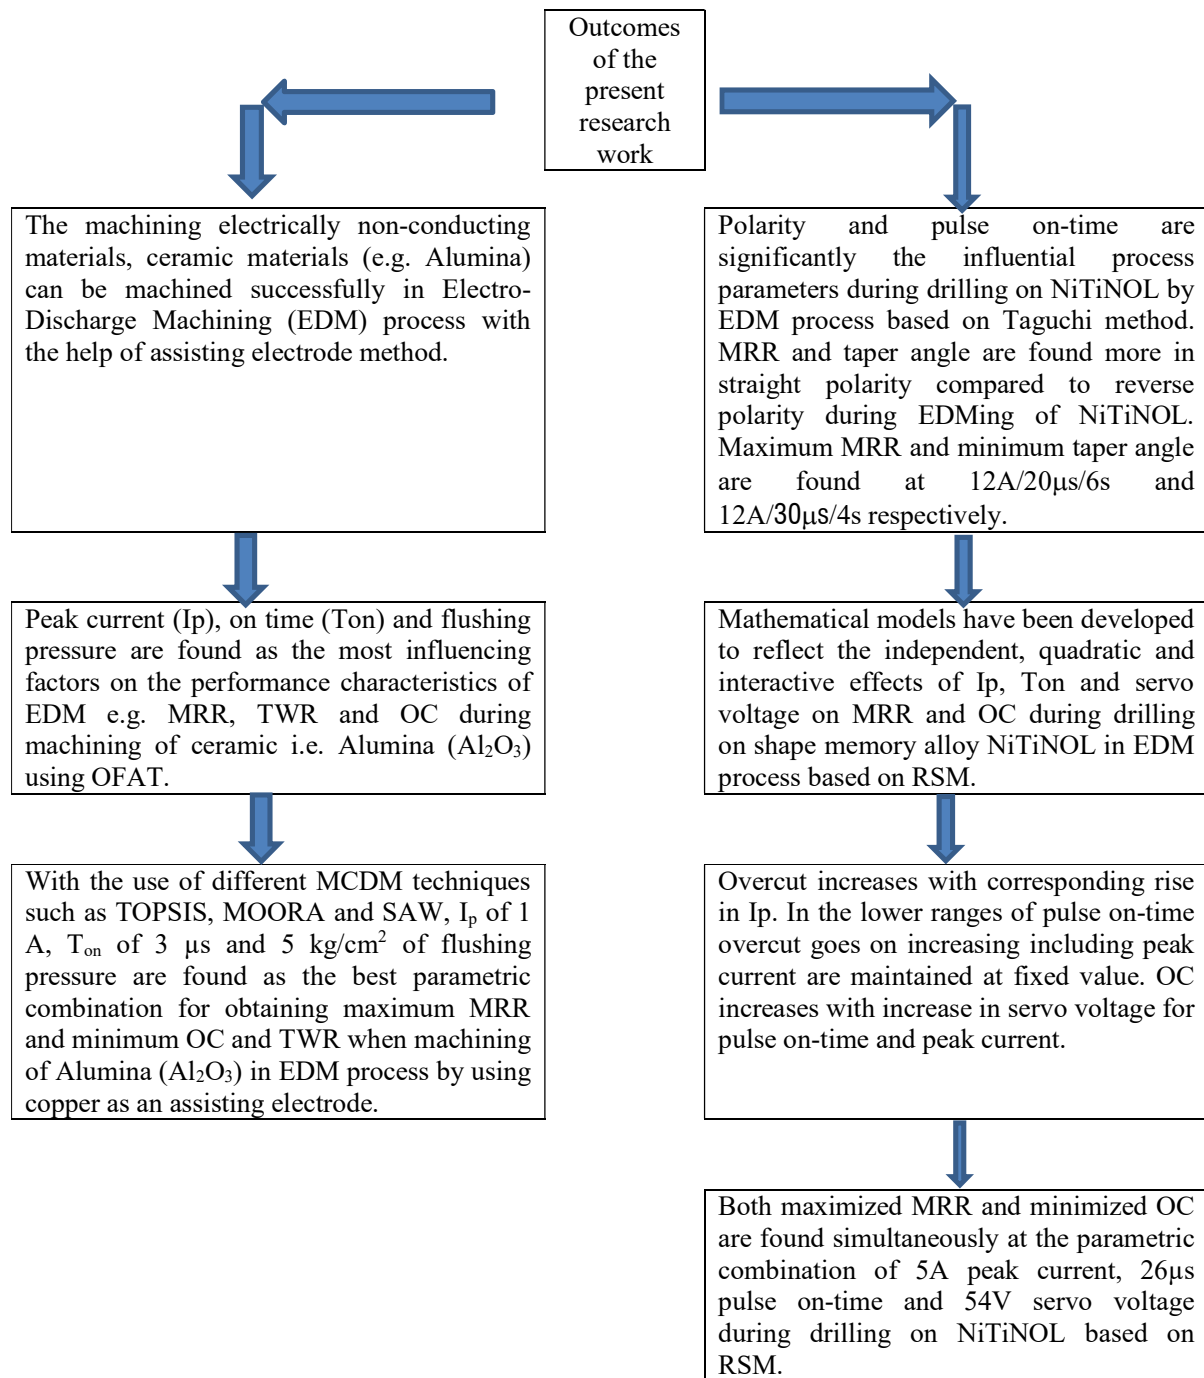 Outcomes
of the
present
research
work
The machining electrically non-conducting
materials, ceramic materials (e.g. Alumina)
can be machined successfully in Electro-
Discharge Machining (EDM) process with
the help of assisting electrode method.
Peak current (Ip), on time (Ton) and flushing
pressure are found as the most influencing
factors on the performance characteristics of
EDM e.g. MRR, TWR and OC during
machining of ceramic i.e. Alumina (Al₂O₃)
using OFAT.
With the use of different MCDM techniques
such as TOPSIS, MOORA and SAW, Iₚ of 1
A, Tₒₙ of 3 µs and 5 kg/cm² of flushing
pressure are found as the best parametric
combination for obtaining maximum MRR
and minimum OC and TWR when machining
of Alumina (Al₂O₃) in EDM process by using
copper as an assisting electrode.
Polarity and pulse on-time are
significantly the influential process
parameters during drilling on NiTiNOL by
EDM process based on Taguchi method.
MRR and taper angle are found more in
straight polarity compared to reverse
polarity during EDMing of NiTiNOL.
Maximum MRR and minimum taper angle
are found at 12A/20µs/6s and
12A/30µs/4s respectively.
Mathematical models have been developed
to reflect the independent, quadratic and
interactive effects of Ip, Ton and servo
voltage on MRR and OC during drilling
on shape memory alloy NiTiNOL in EDM
process based on RSM.
Overcut increases with corresponding rise
in Ip. In the lower ranges of pulse on-time
overcut goes on increasing including peak
current are maintained at fixed value. OC
increases with increase in servo voltage for
pulse on-time and peak current.
Both maximized MRR and minimized OC
are found simultaneously at the parametric
combination of 5A peak current, 26µs
pulse on-time and 54V servo voltage
during drilling on NiTiNOL based on
RSM.